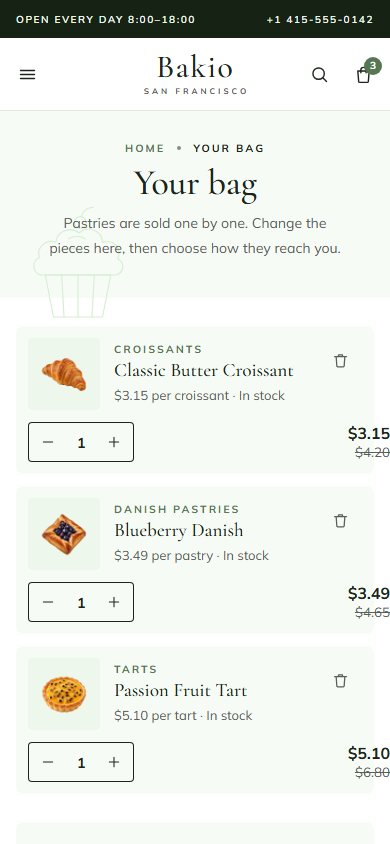 OPEN EVERY DAY 8:00–18:00
+1 415-555-0142
Bakio
SAN FRANCISCO
3
HOME • YOUR BAG
Your bag
Pastries are sold one by one. Change the
pieces here, then choose how they reach you.
CROISSANTS
Classic Butter Croissant
$3.15 per croissant · In stock
— 1 +
$3.15
$4.20
DANISH PASTRIES
Blueberry Danish
$3.49 per pastry · In stock
— 1 +
$3.49
$4.65
TARTS
Passion Fruit Tart
$5.10 per tart · In stock
— 1 +
$5.10
$6.80